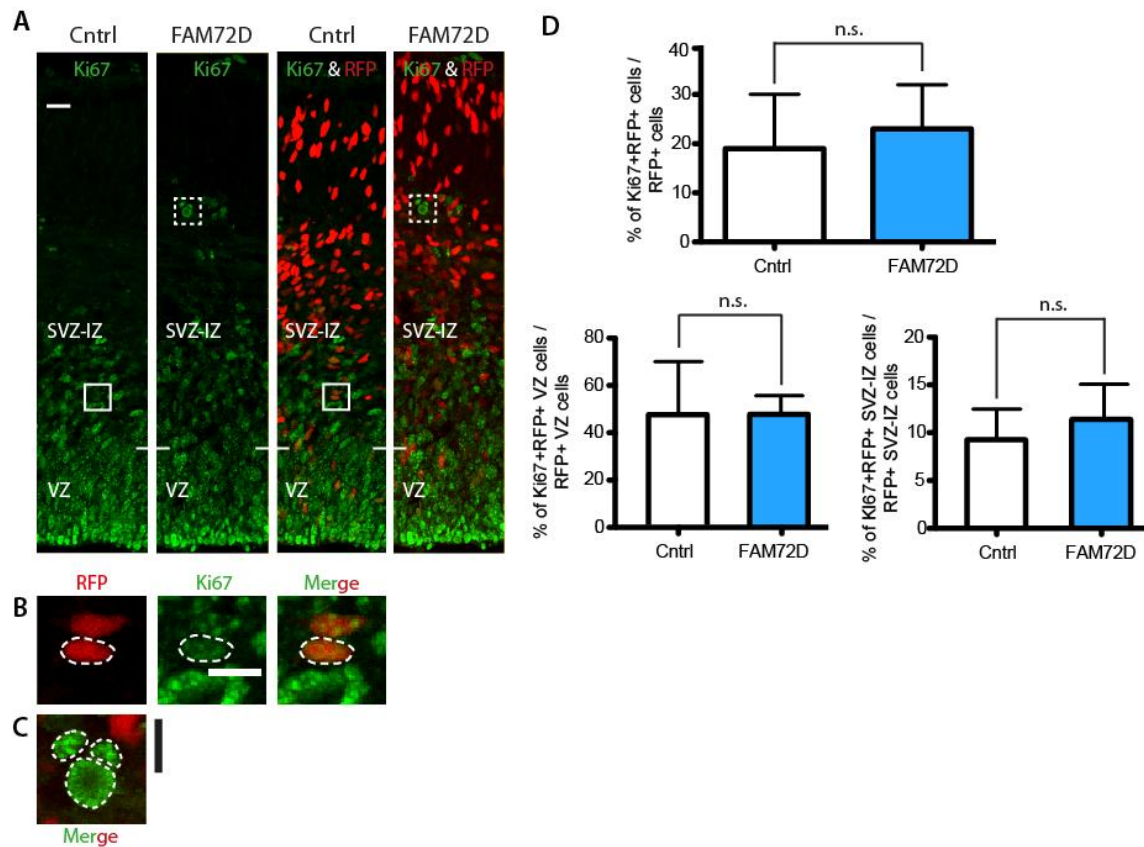 A
Cntrl FAM72D Cntrl FAM72D
Ki67 Ki67 Ki67 & RFP Ki67 & RFP
SVZ-IZ SVZ-IZ SVZ-IZ SVZ-IZ
VZ VZ VZ VZ
B
RFP Ki67 Merge
C
Merge
D
n.s.
% of Ki67+RFP+ cells /
RFP+ cells
40
30
20
10
0
Cntrl FAM72D
n.s.
% of Ki67+RFP+ VZ cells /
RFP+ VZ cells
80
60
40
20
0
Cntrl FAM72D
n.s.
% of KI67+RFP+ SVZ-IZ cells /
RFP+ SVZ-IZ cells
20
15
10
5
0
Cntrl FAM72D